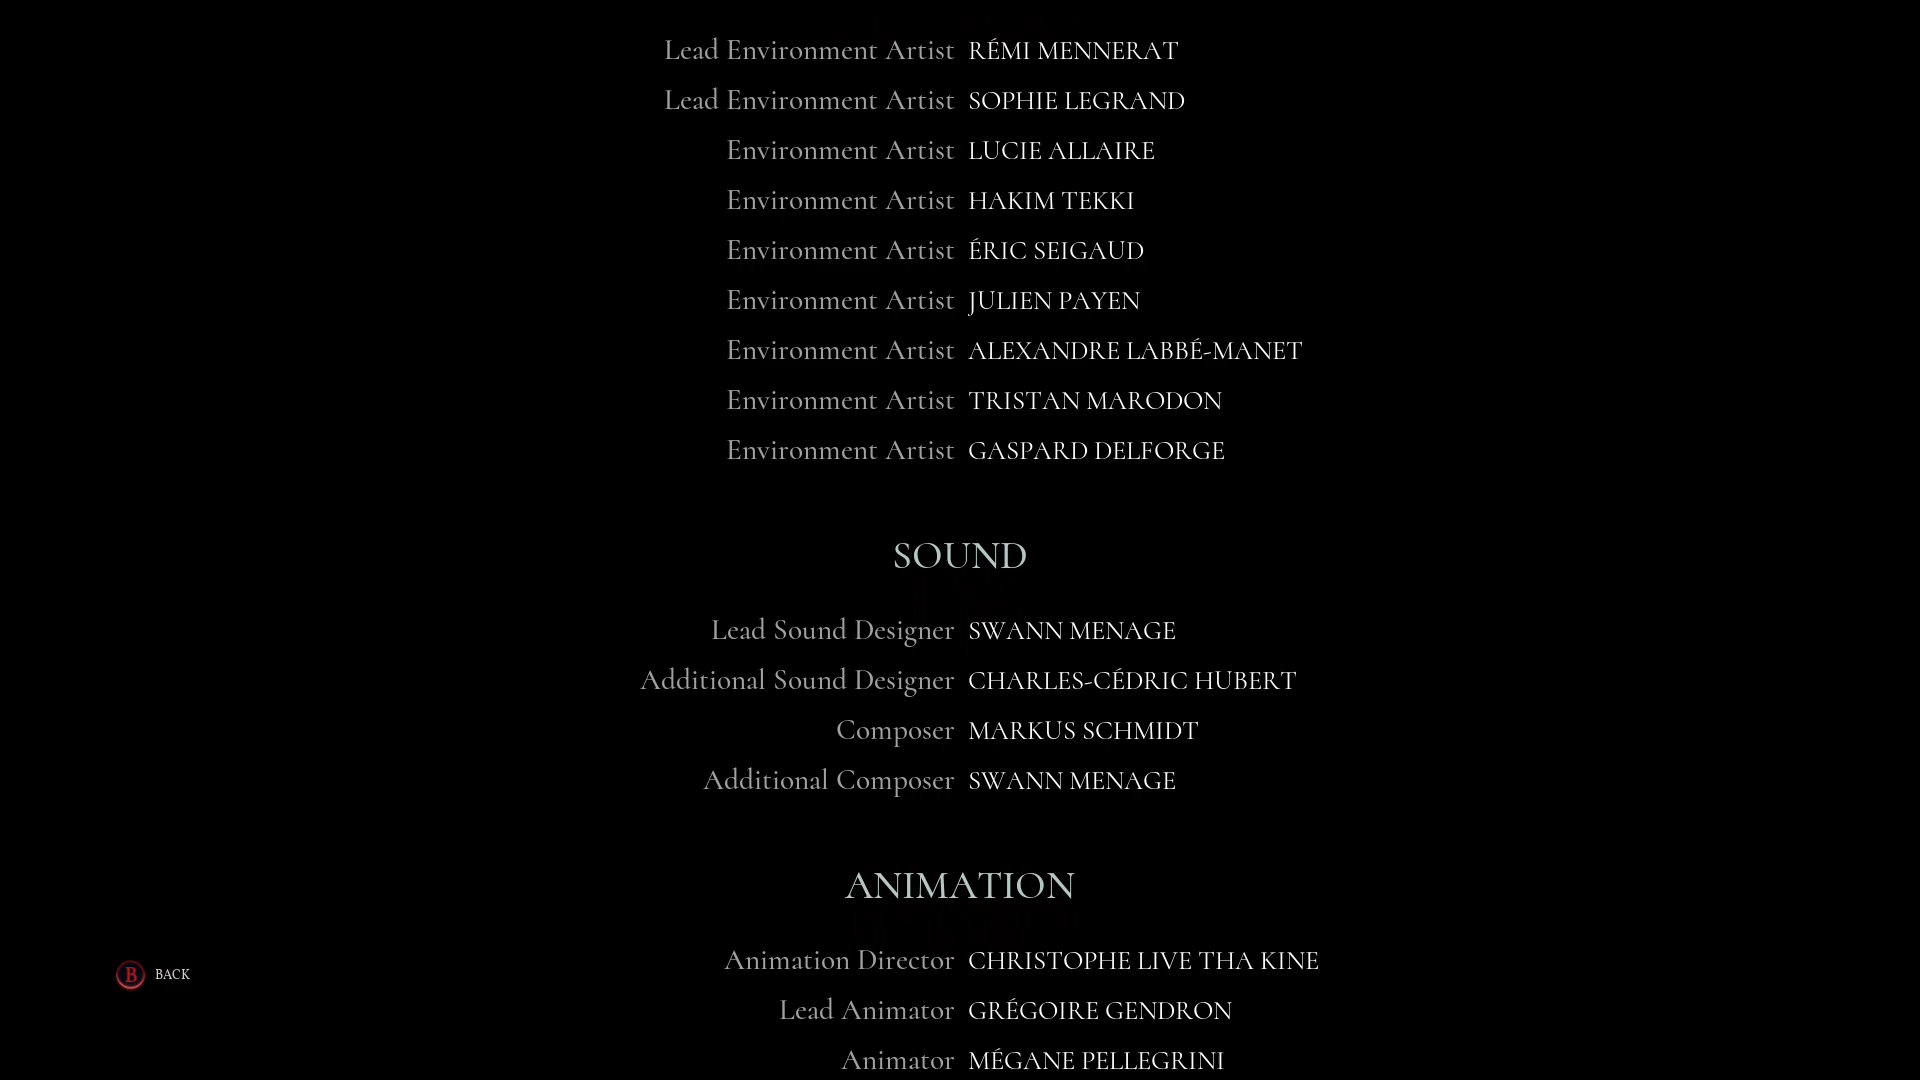 Lead Environment Artist RÉMI MENNERAT
Lead Environment Artist SOPHIE LEGRAND
Environment Artist LUCIE ALLAIRE
Environment Artist HAKIM TEKKI
Environment Artist ÉRIC SEIGAUD
Environment Artist JULIEN PAYEN
Environment Artist ALEXANDRE LABBÉ-MANET
Environment Artist TRISTAN MARODON
Environment Artist GASPARD DELFORGE
SOUND
Lead Sound Designer SWANN MENAGE
Additional Sound Designer CHARLES-CÉDRIC HUBERT
Composer MARKUS SCHMIDT
Additional Composer SWANN MENAGE
ANIMATION
Animation Director CHRISTOPHE LIVE THA KINE
B BACK
Lead Animator GRÉGOIRE GENDRON
Animator MÉGANE PELLEGRINI